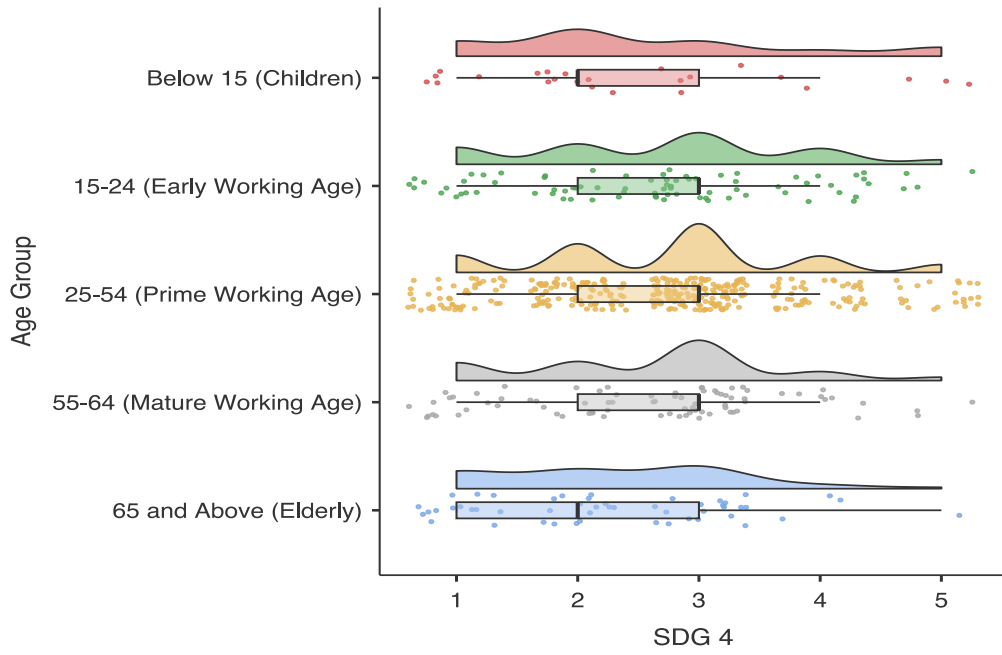 Below 15 (Children)
15-24 (Early Working Age)
25-54 (Prime Working Age)
55-64 (Mature Working Age)
65 and Above (Elderly)
Age Group
1 2 3 4 5
SDG 4